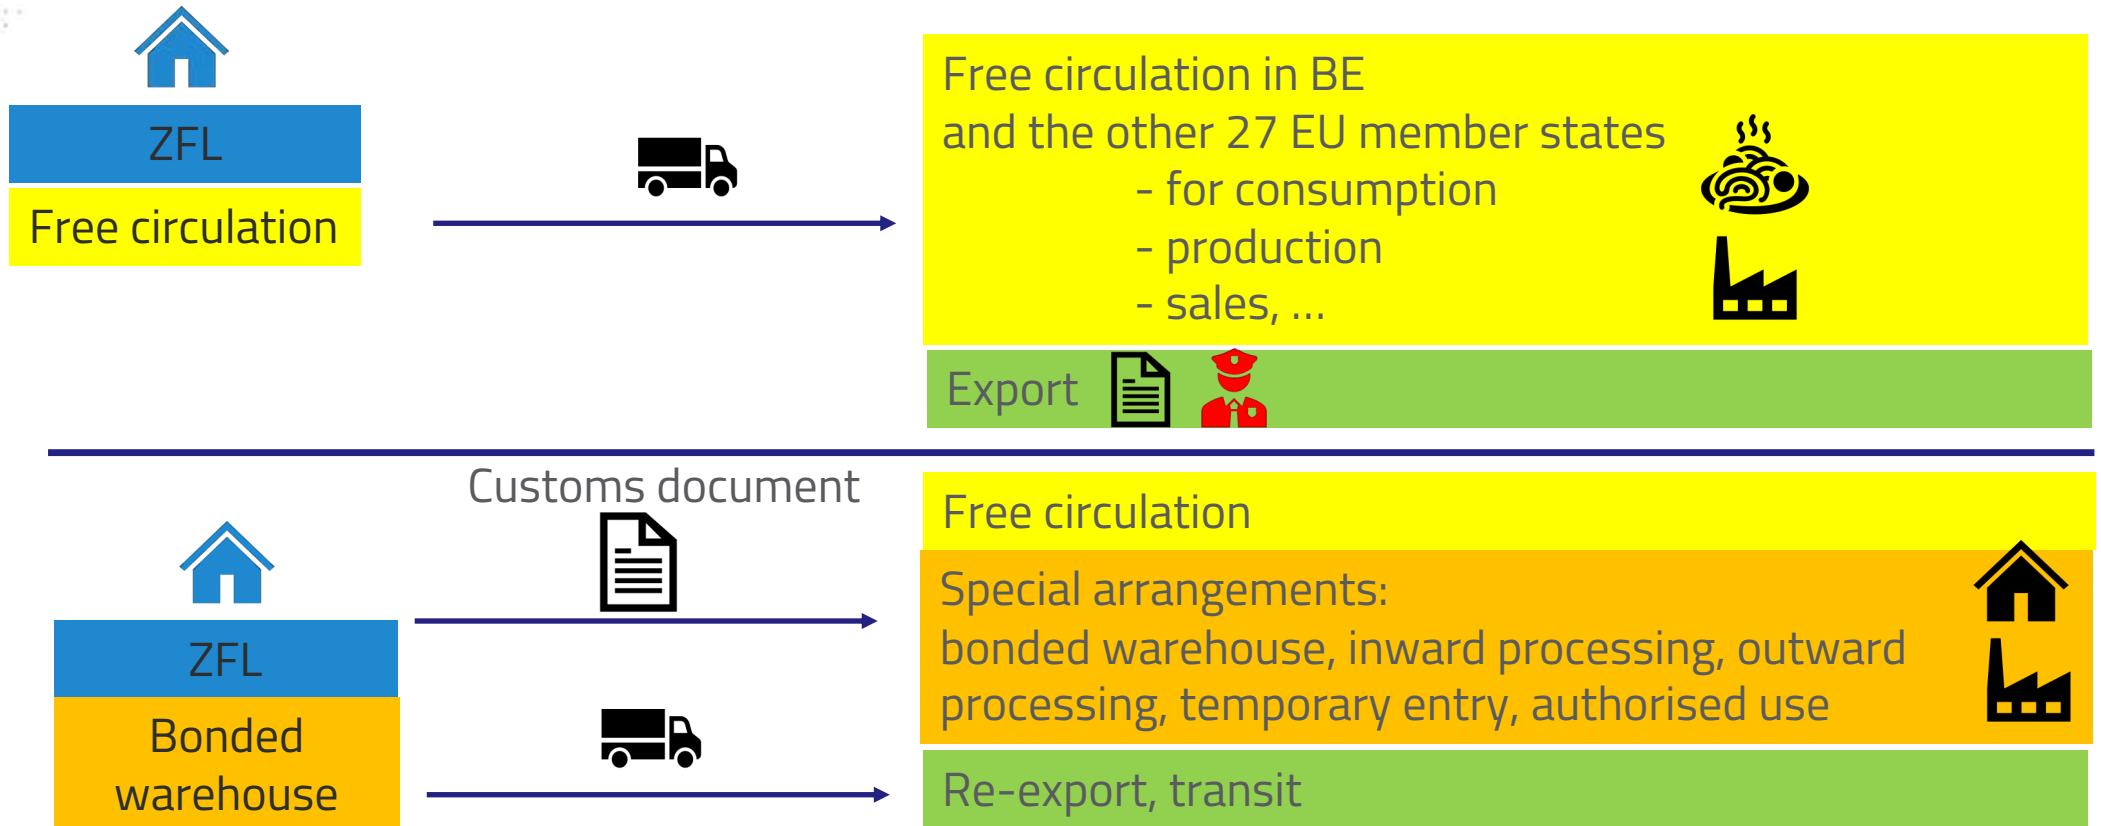 ZFL
Free circulation
Free circulation in BE
and the other 27 EU member states
- for consumption
- production
- sales, ...
Export
Customs document
ZFL
Bonded
warehouse
Free circulation
Special arrangements:
bonded warehouse, inward processing, outward
processing, temporary entry, authorised use
Re-export, transit